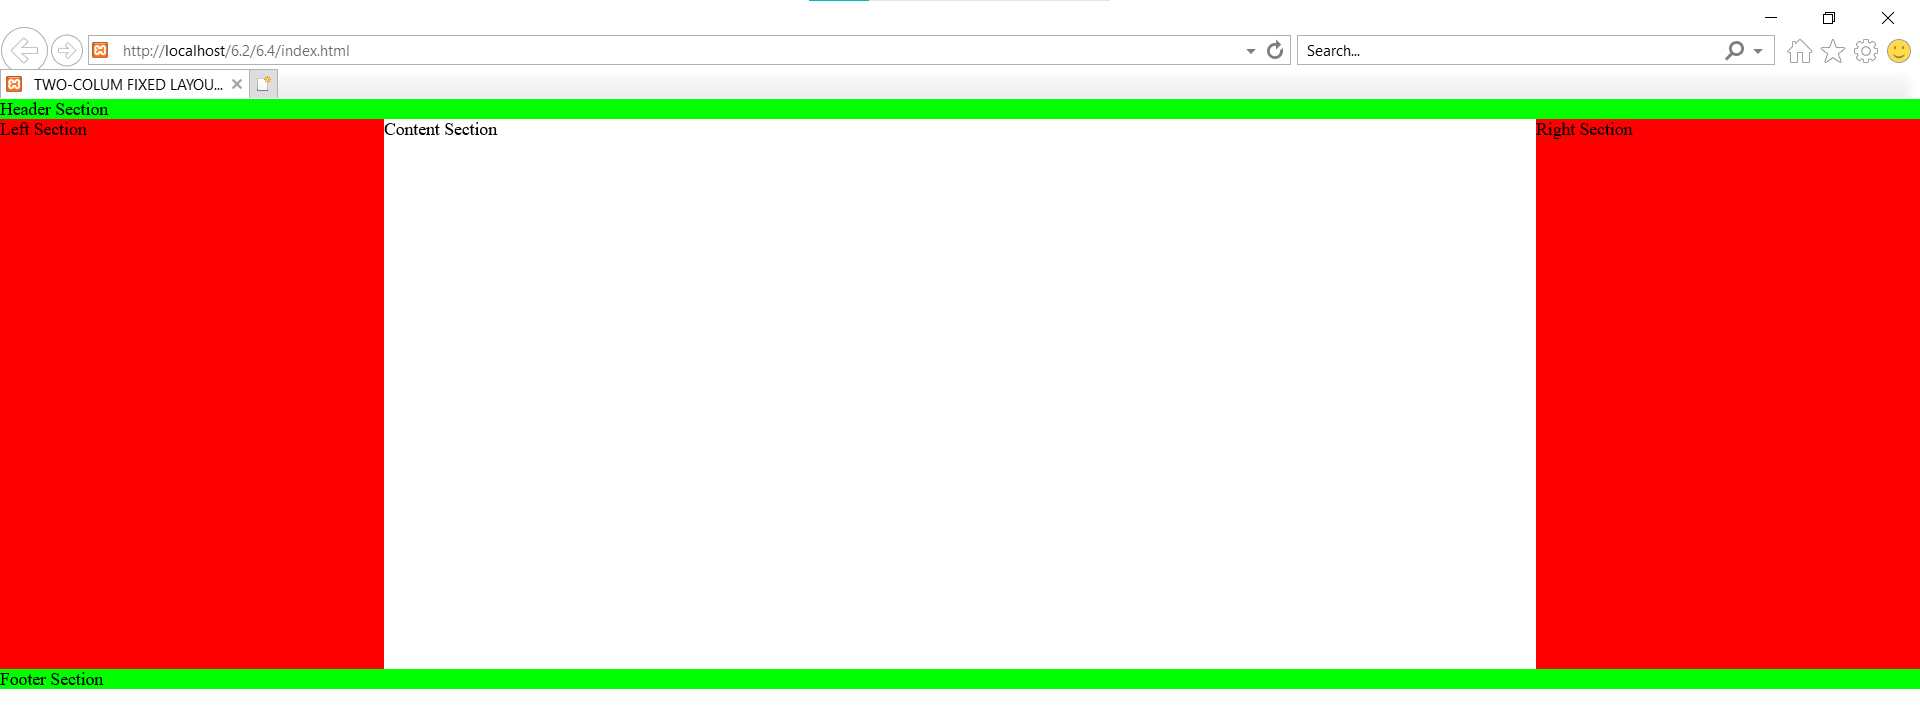 http://localhost/6.2/6.4/index.html
Search...
TWO-COLUM FIXED LAYOU...
Header Section
Left Section
Content Section
Right Section
Footer Section